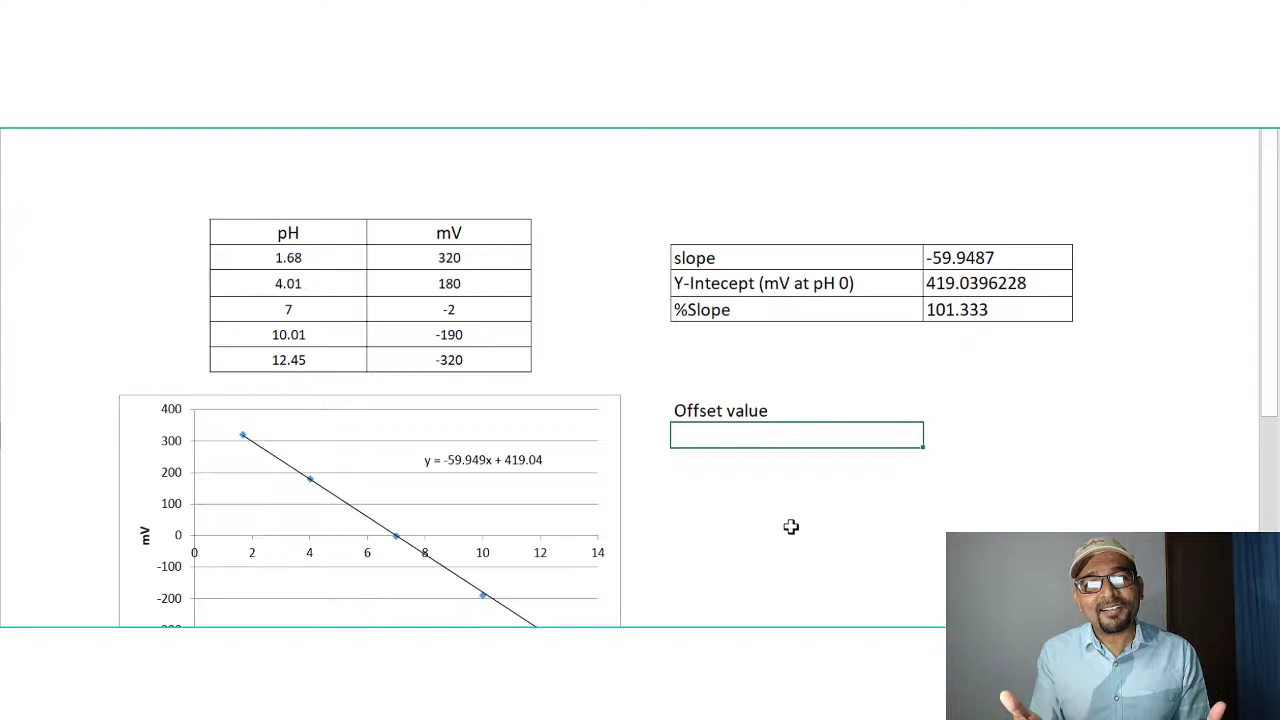 pH mV
1.68 320
4.01 180
7 -2
10.01 -190
12.45 -320
slope -59.9487
Y-Intecept (mV at pH 0) 419.0396228
%Slope 101.333
Offset value
400
300
200
100
0
-100
-200
mV
y = -59.949x + 419.04
0 2 4 6 8 10 12 14